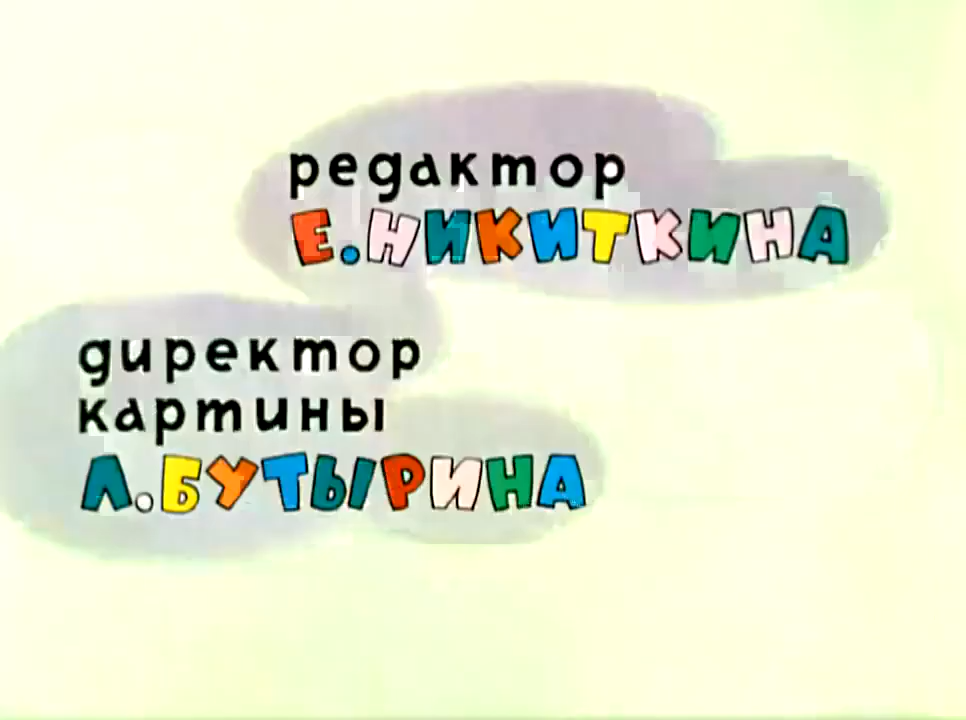 редактор
Е.НИКИТКИНА
директор
картины
Л.БУТЫРИНА